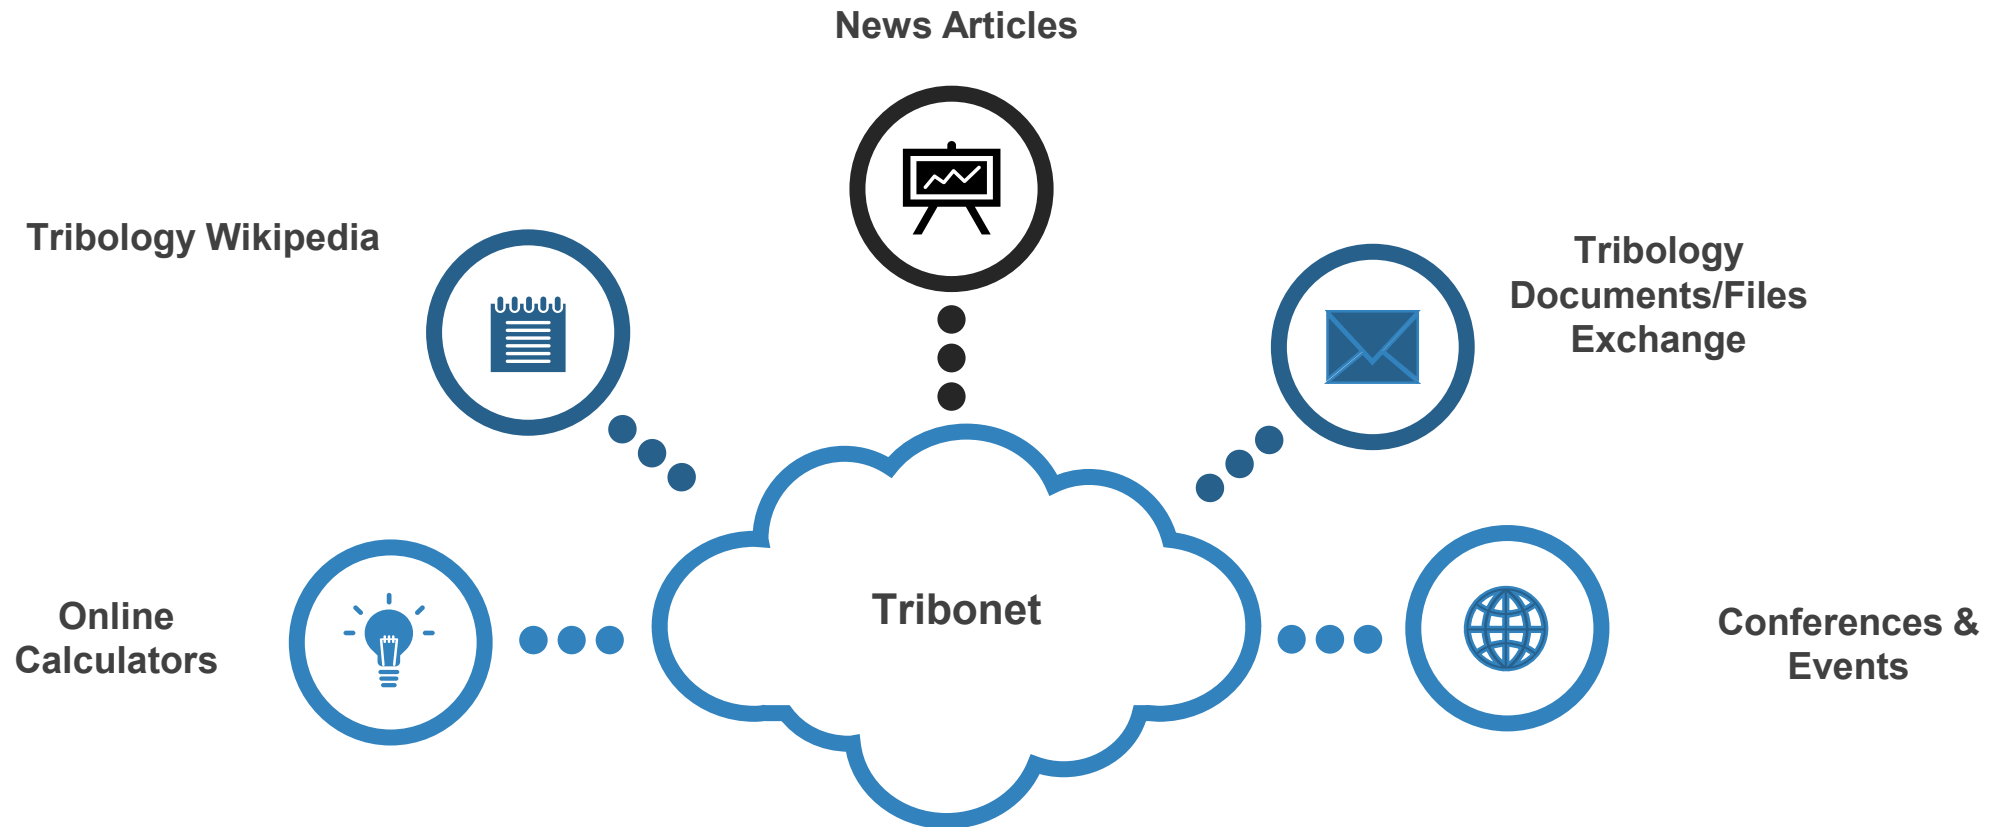 News Articles
Tribology Wikipedia
Tribology
Documents/Files
Exchange
Online
Calculators
Tribonet
Conferences &
Events